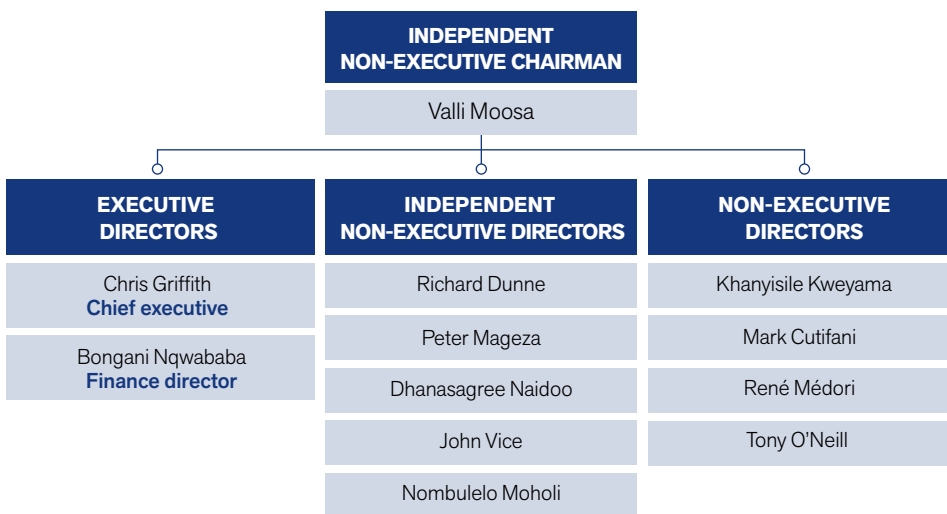 INDEPENDENT
NON-EXECUTIVE CHAIRMAN
Valli Moosa
EXECUTIVE
DIRECTORS
Chris Griffith
Chief executive
Bongani Nqwababa
Finance director
INDEPENDENT
NON-EXECUTIVE DIRECTORS
Richard Dunne
Peter Mageza
Dhanasagree Naidoo
John Vice
Nombulelo Moholi
NON-EXECUTIVE
DIRECTORS
Khanyisile Kweyama
Mark Cutifani
René Médori
Tony O’Neill